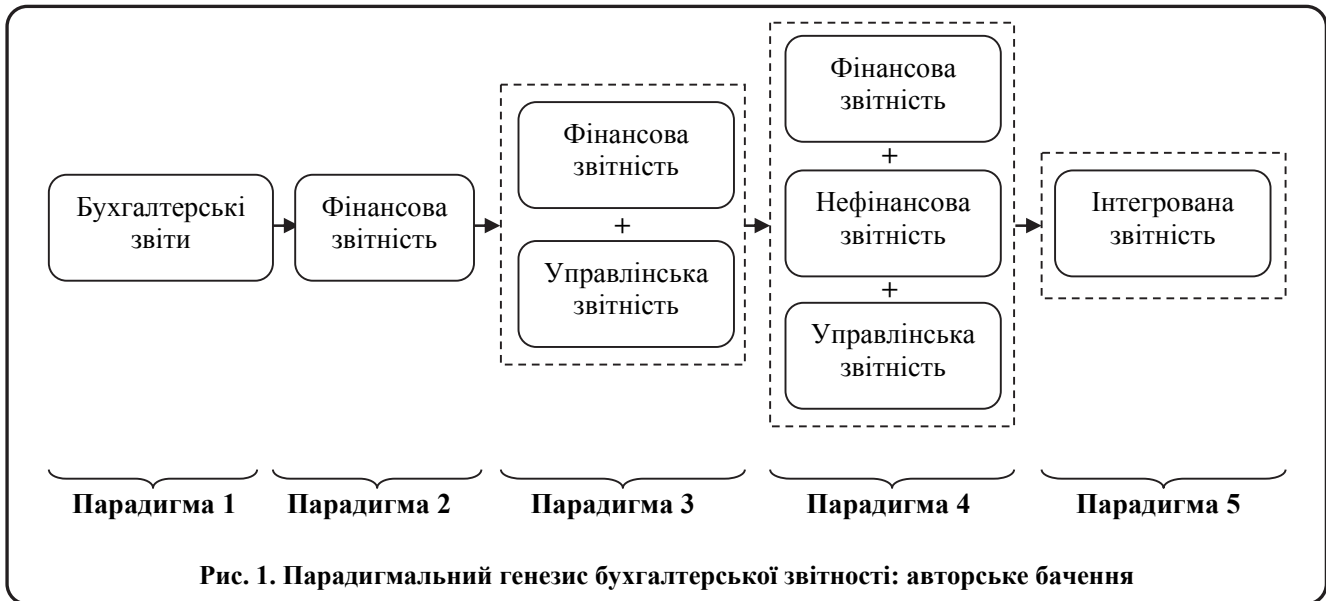 Бухгалтерські
звіти
Фінансова
звітність
Фінансова
звітність
+
Управлінська
звітність
Фінансова
звітність
+
Нефінансова
звітність
+
Управлінська
звітність
Інтегрована
звітність
Парадигма 1
Парадигма 2
Парадигма 3
Парадигма 4
Парадигма 5
Рис. 1. Парадигмальний генезис бухгалтерської звітності: авторське бачення